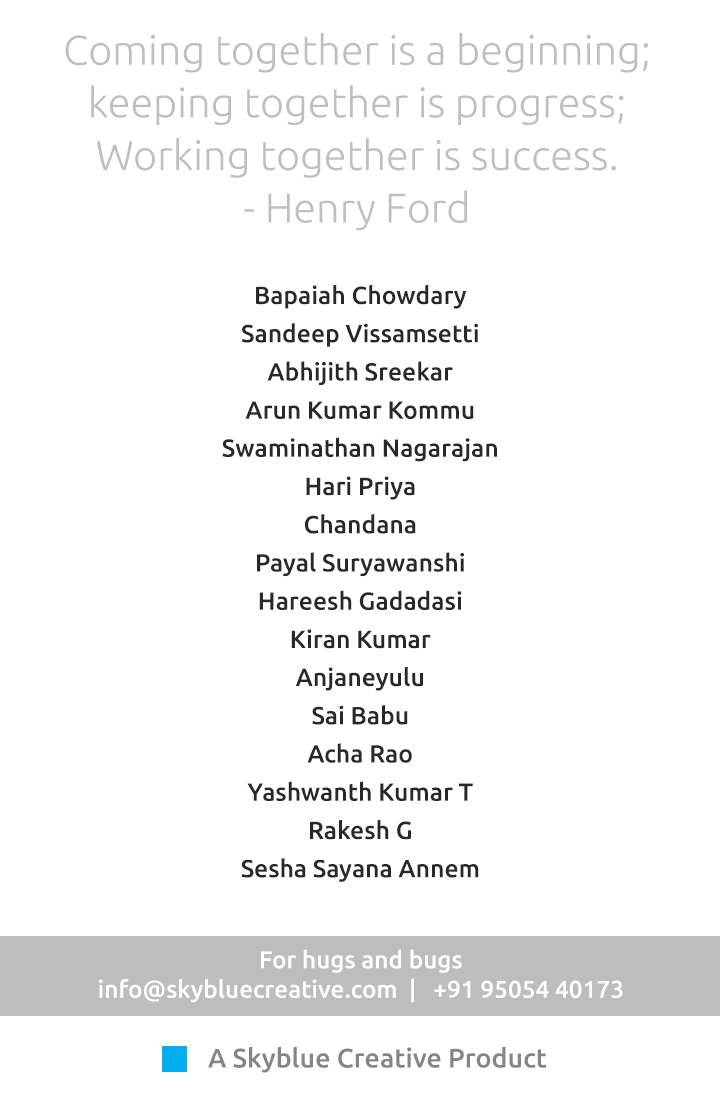 Coming together is a beginning;
keeping together is progress;
Working together is success.
- Henry Ford
Bapaiah Chowdary
Sandeep Vissamsetti
Abhijith Sreekar
Arun Kumar Kommu
Swaminathan Nagarajan
Hari Priya
Chandana
Payal Suryawanshi
Hareesh Gadadasi
Kiran Kumar
Anjaneyulu
Sai Babu
Acha Rao
Yashwanth Kumar T
Rakesh G
Sesha Sayana Annem
For hugs and bugs
info@skybluecreative.com | +91 95054 40173
A Skyblue Creative Product